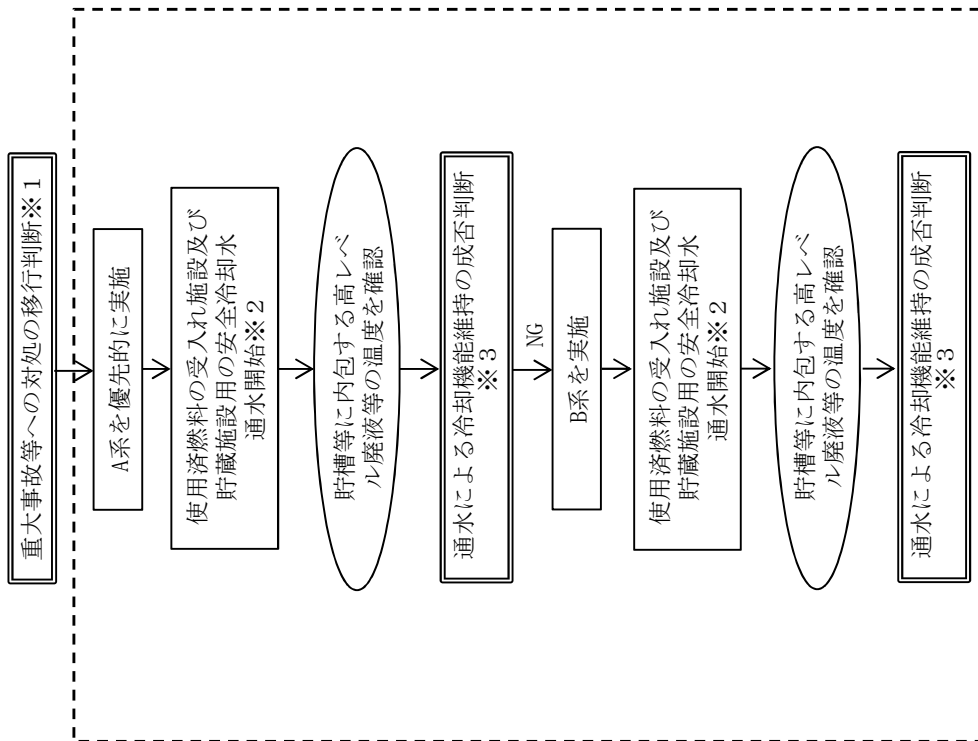 重大事故等への対処の移行判断※１
A系を優先的に実施
使用済燃料の受入れ施設及び
貯蔵施設用の安全冷却水
通水開始※２
貯槽等に内包する高レベ
ル廃液等の温度を確認
通水による冷却機能維持の成否判断
※３
NG
B系を実施
使用済燃料の受入れ施設及び
貯蔵施設用の安全冷却水
通水開始※２
貯槽等に内包する高レベ
ル廃液等の温度を確認
通水による冷却機能維持の成否判断
※３